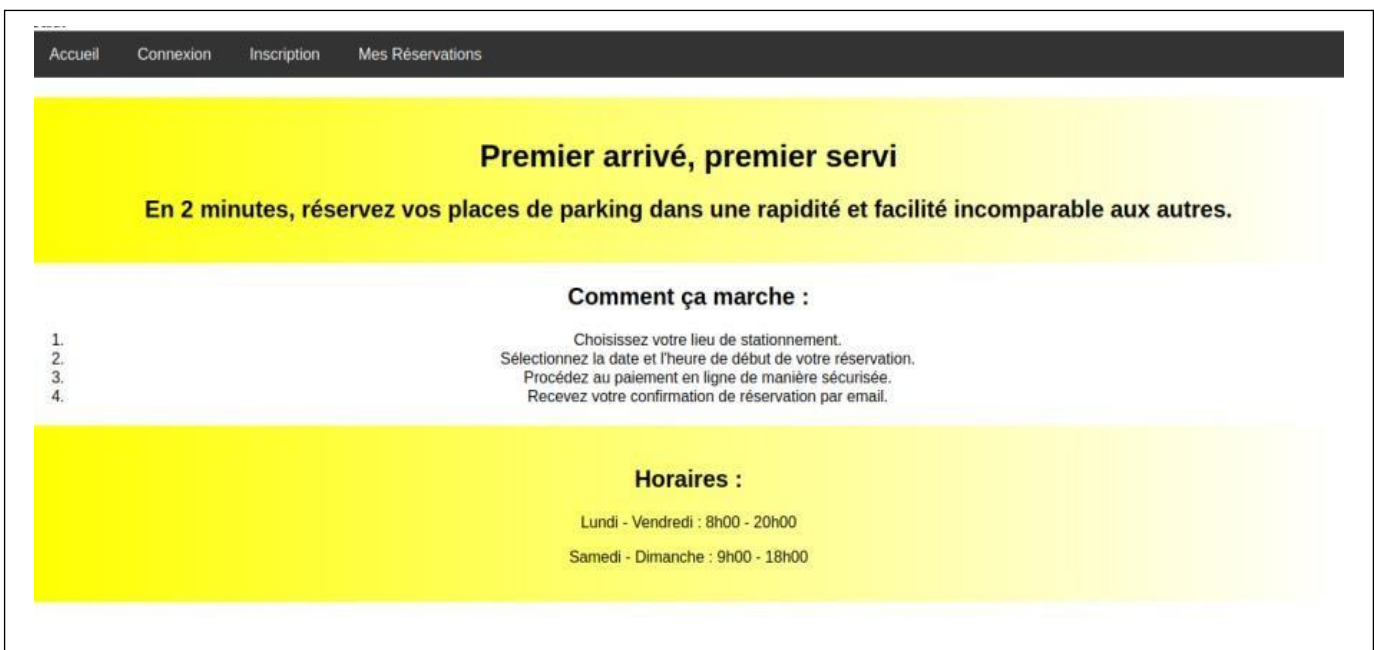 Accueil Connexion Inscription Mes Réservations
Premier arrivé, premier servi
En 2 minutes, réservez vos places de parking dans une rapidité et facilité incomparable aux autres.
Comment ça marche :
1. Choisissez votre lieu de stationnement.
2. Sélectionnez la date et l'heure de début de votre réservation.
3. Procédez au paiement en ligne de manière sécurisée.
4. Recevez votre confirmation de réservation par email.
Horaires :
Lundi - Vendredi : 8h00 - 20h00
Samedi - Dimanche : 9h00 - 18h00